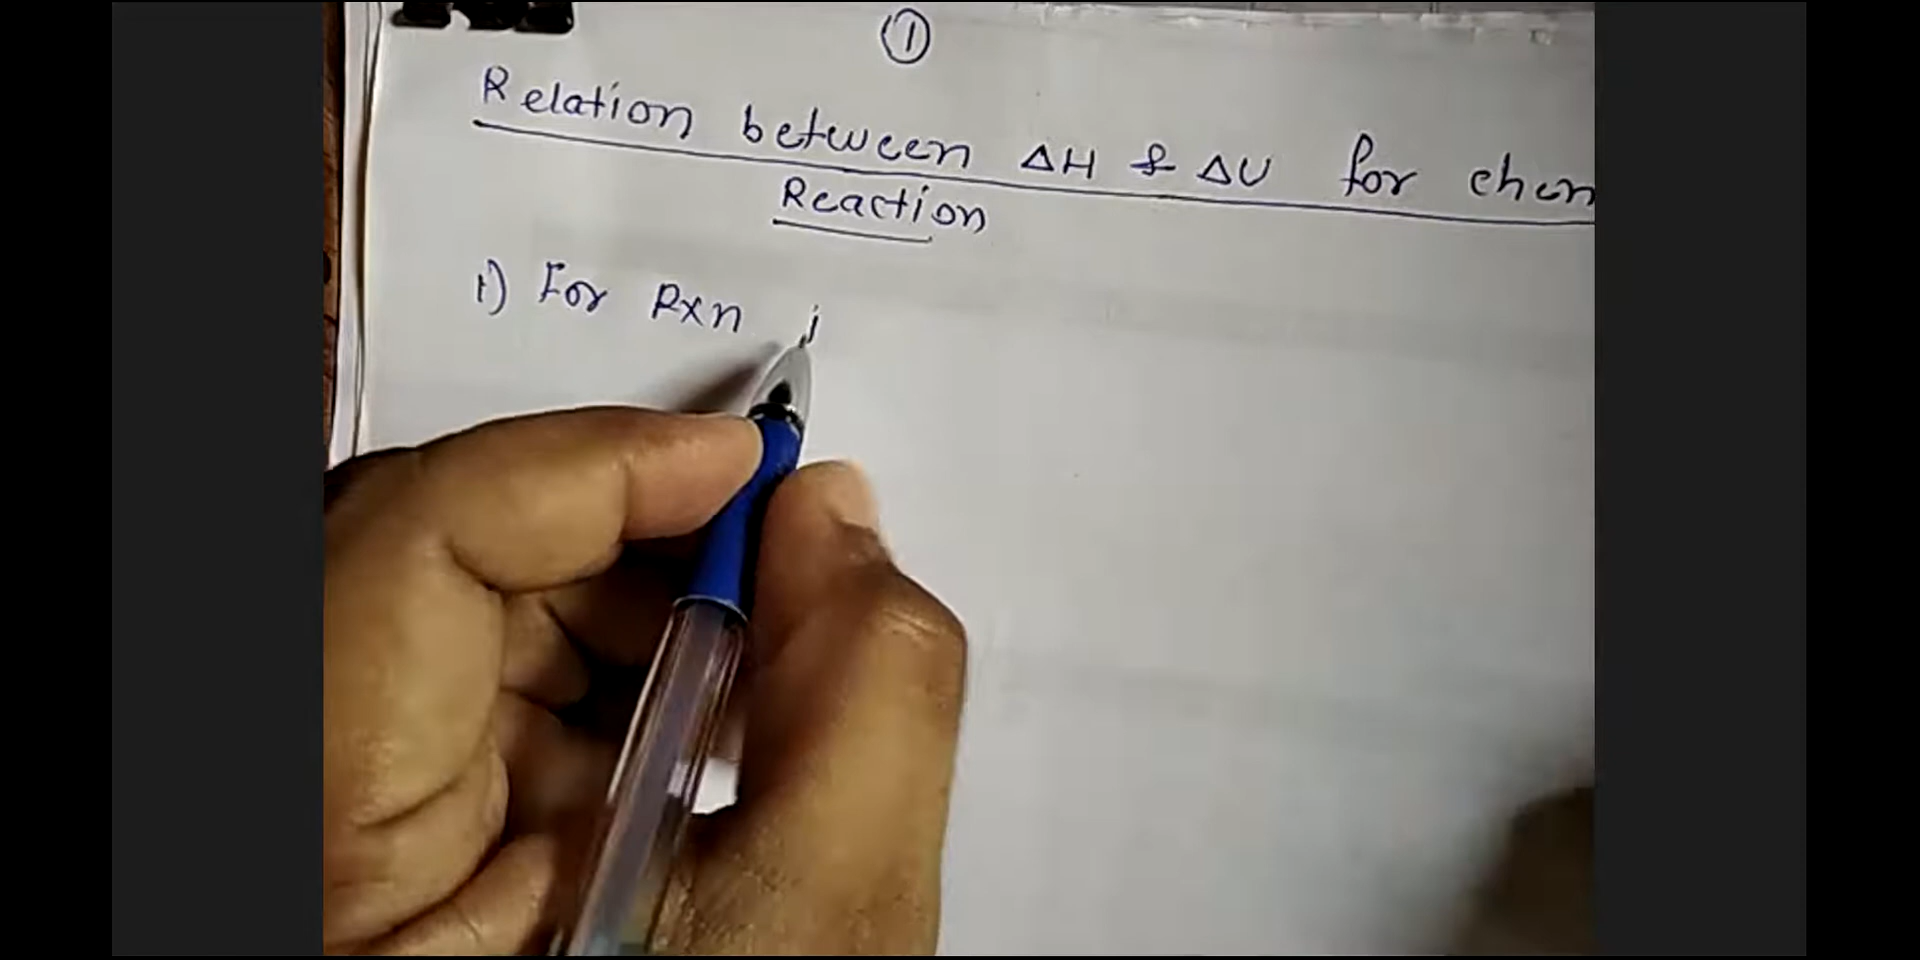 ①
Relation between ΔH & ΔU for chem
Reaction
1) For Rxn i